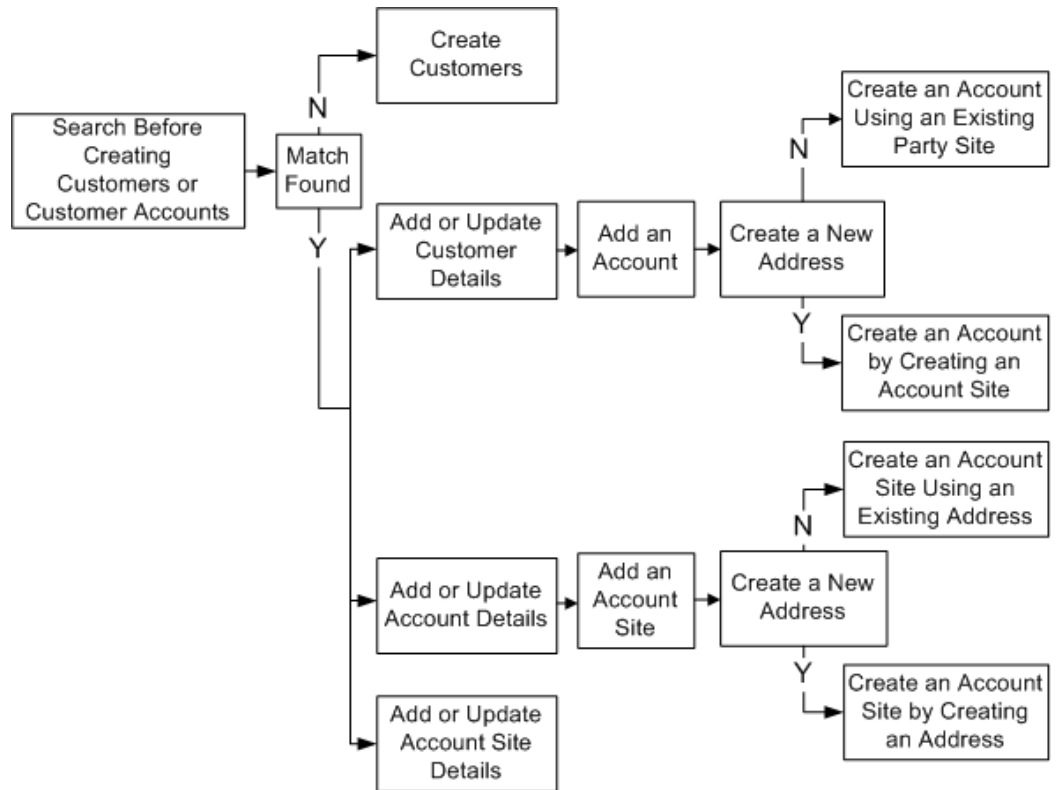 Create
Customers
N
Search Before
Creating
Customers or
Customer Accounts
Match
Found
Y
Add or Update
Customer
Details
Add an
Account
Create a New
Address
N
Create an Account
Using an Existing
Party Site
Y
Create an Account
by Creating an
Account Site
Add or Update
Account Details
Add an
Account
Site
Create a New
Address
N
Create an Account
Site Using an
Existing Address
Y
Create an Account
Site by Creating
an Address
Add or Update
Account Site
Details